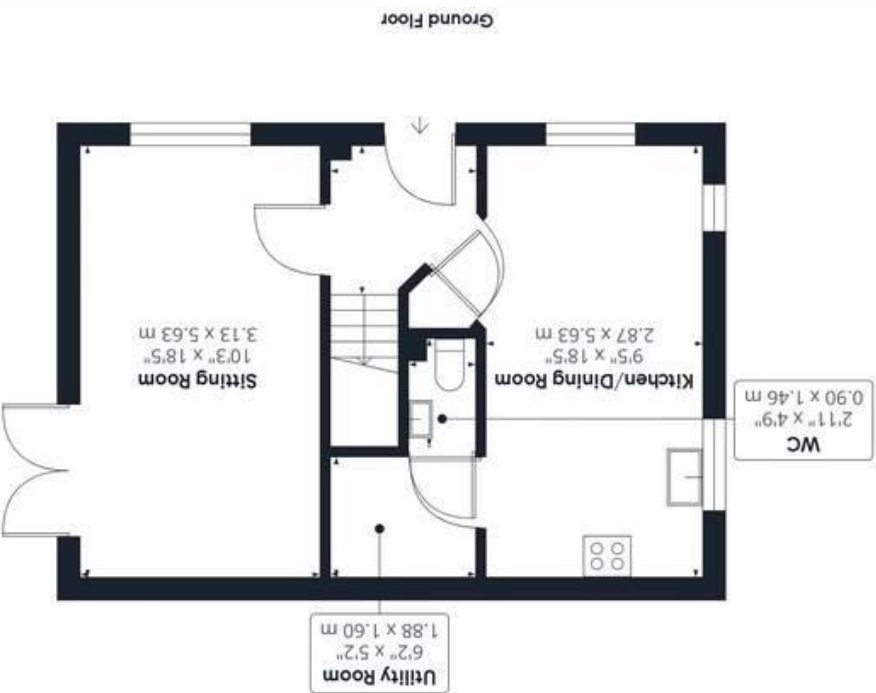 Utility Room
6'2" x 5'2"
1.88 x 1.60 m
WC
2'11" x 4'9"
0.90 x 1.46 m
Kitchen/Dining Room
9'5" x 18'5"
2.87 x 5.63 m
Sitting Room
10'3" x 18'5"
3.13 x 5.63 m
Ground Floor